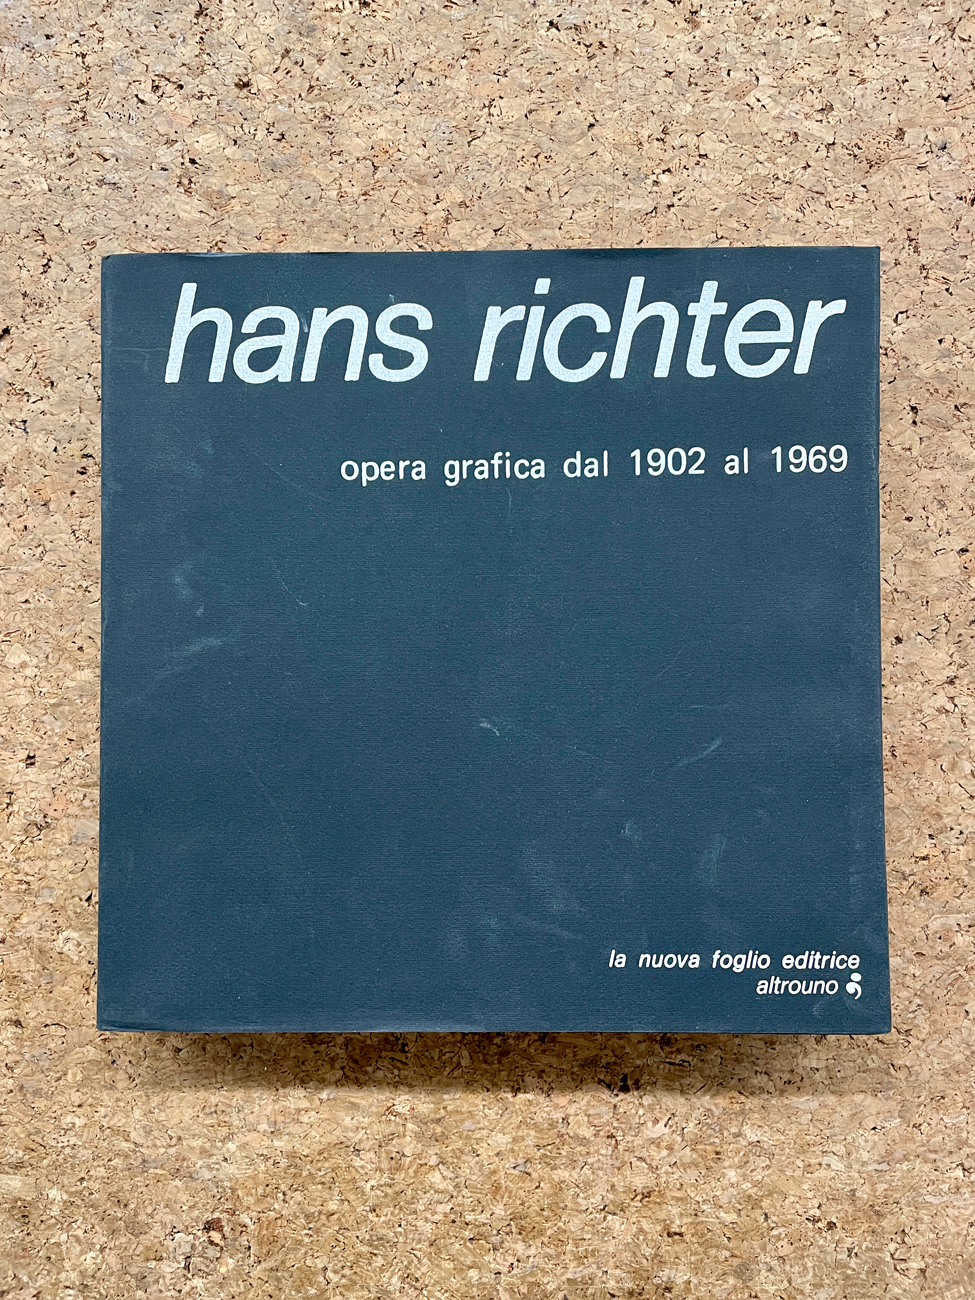 hans richter
opera grafica dal 1902 al 1969
la nuova foglio editrice
altrouno